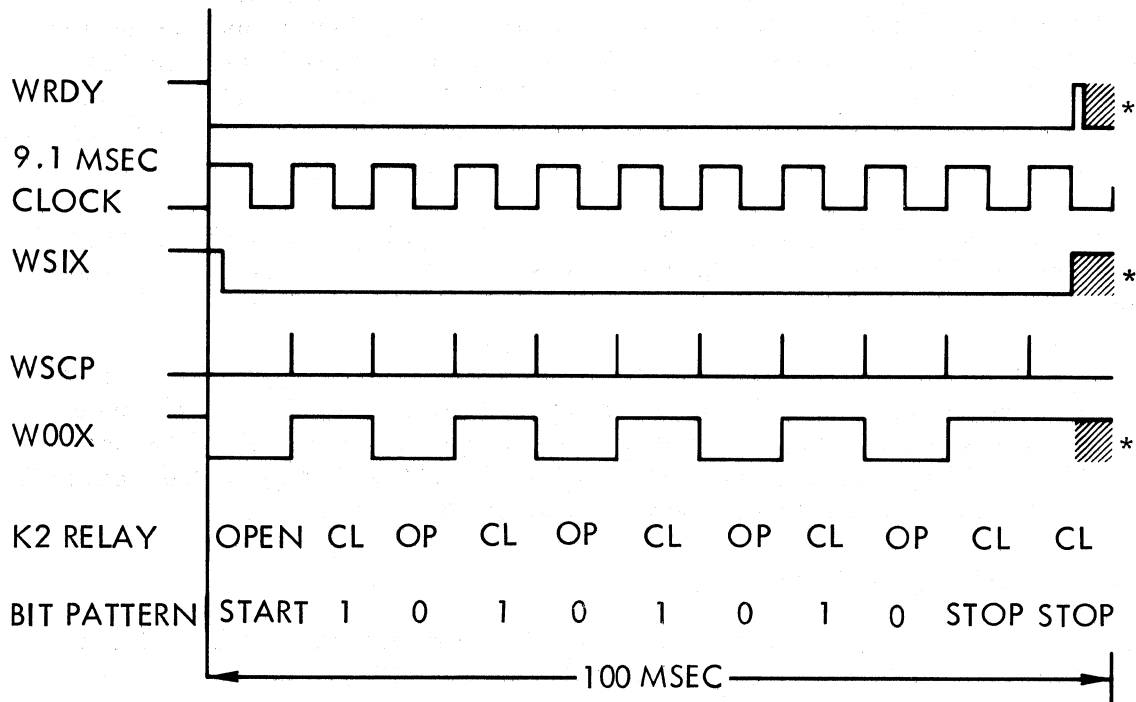 WRDY
*
9.1 MSEC
CLOCK
WSIX
*
WSCP
W00X
*
K2 RELAY OPEN CL OP CL OP CL OP CL OP CL CL
BIT PATTERN START 1 0 1 0 1 0 1 0 STOP STOP
100 MSEC